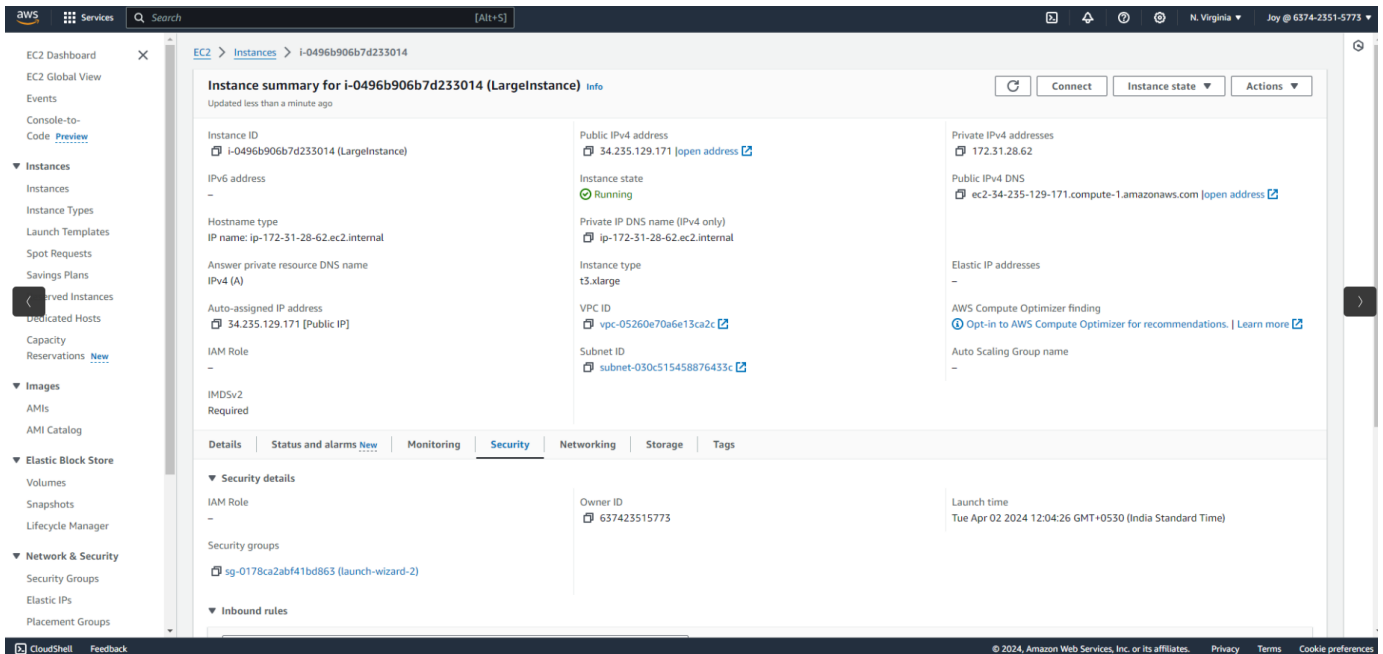 aws Services Search [Alt+S] N. Virginia Joy @ 6374-2351-5773
EC2 Dashboard
EC2 Global View
Events
Console-to-
Code Preview
Instances
Instances
Instance Types
Launch Templates
Spot Requests
Savings Plans
erved Instances
Dedicated Hosts
Capacity
Reservations New
Images
AMIs
AMI Catalog
Elastic Block Store
Volumes
Snapshots
Lifecycle Manager
Network & Security
Security Groups
Elastic IPs
Placement Groups
EC2 > Instances > i-0496b906b7d233014
Instance summary for i-0496b906b7d233014 (LargeInstance) Info
Updated less than a minute ago
Connect Instance state Actions
Instance ID
i-0496b906b7d233014 (LargeInstance)
Public IPv4 address
34.235.129.171 |open address
Private IPv4 addresses
172.31.28.62
IPv6 address
–
Instance state
Running
Public IPv4 DNS
ec2-34-235-129-171.compute-1.amazonaws.com |open address
Hostname type
IP name: ip-172-31-28-62.ec2.internal
Private IP DNS name (IPv4 only)
ip-172-31-28-62.ec2.internal
Answer private resource DNS name
IPv4 (A)
Instance type
t3.xlarge
Elastic IP addresses
–
Auto-assigned IP address
34.235.129.171 [Public IP]
VPC ID
vpc-05260e70a6e13ca2c
AWS Compute Optimizer finding
Opt-in to AWS Compute Optimizer for recommendations. | Learn more
IAM Role
–
Subnet ID
subnet-030c515458876433c
Auto Scaling Group name
–
IMDSv2
Required
Details Status and alarms New Monitoring Security Networking Storage Tags
Security details
IAM Role
–
Owner ID
637423515773
Launch time
Tue Apr 02 2024 12:04:26 GMT+0530 (India Standard Time)
Security groups
sg-0178ca2abf41bd863 (launch-wizard-2)
Inbound rules
CloudShell Feedback © 2024, Amazon Web Services, Inc. or its affiliates. Privacy Terms Cookie preferences